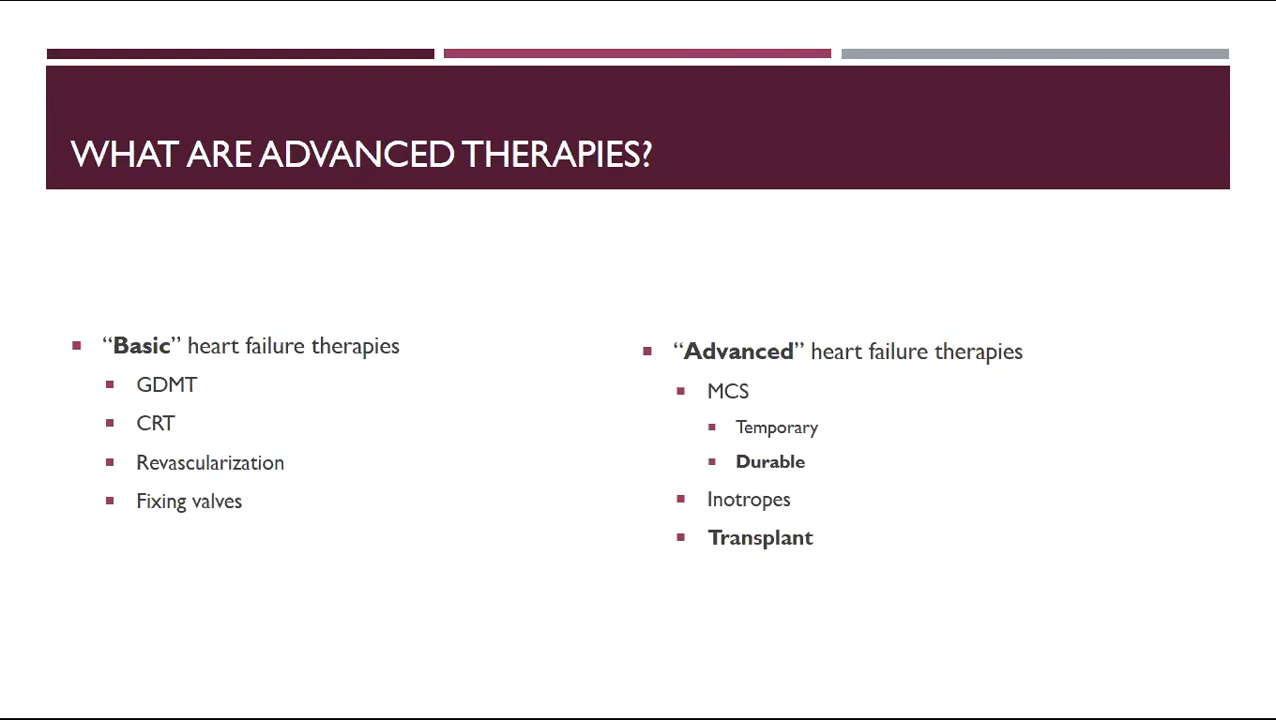 WHAT ARE ADVANCED THERAPIES?
“Basic” heart failure therapies
GDMT
CRT
Revascularization
Fixing valves
“Advanced” heart failure therapies
MCS
Temporary
Durable
Inotropes
Transplant